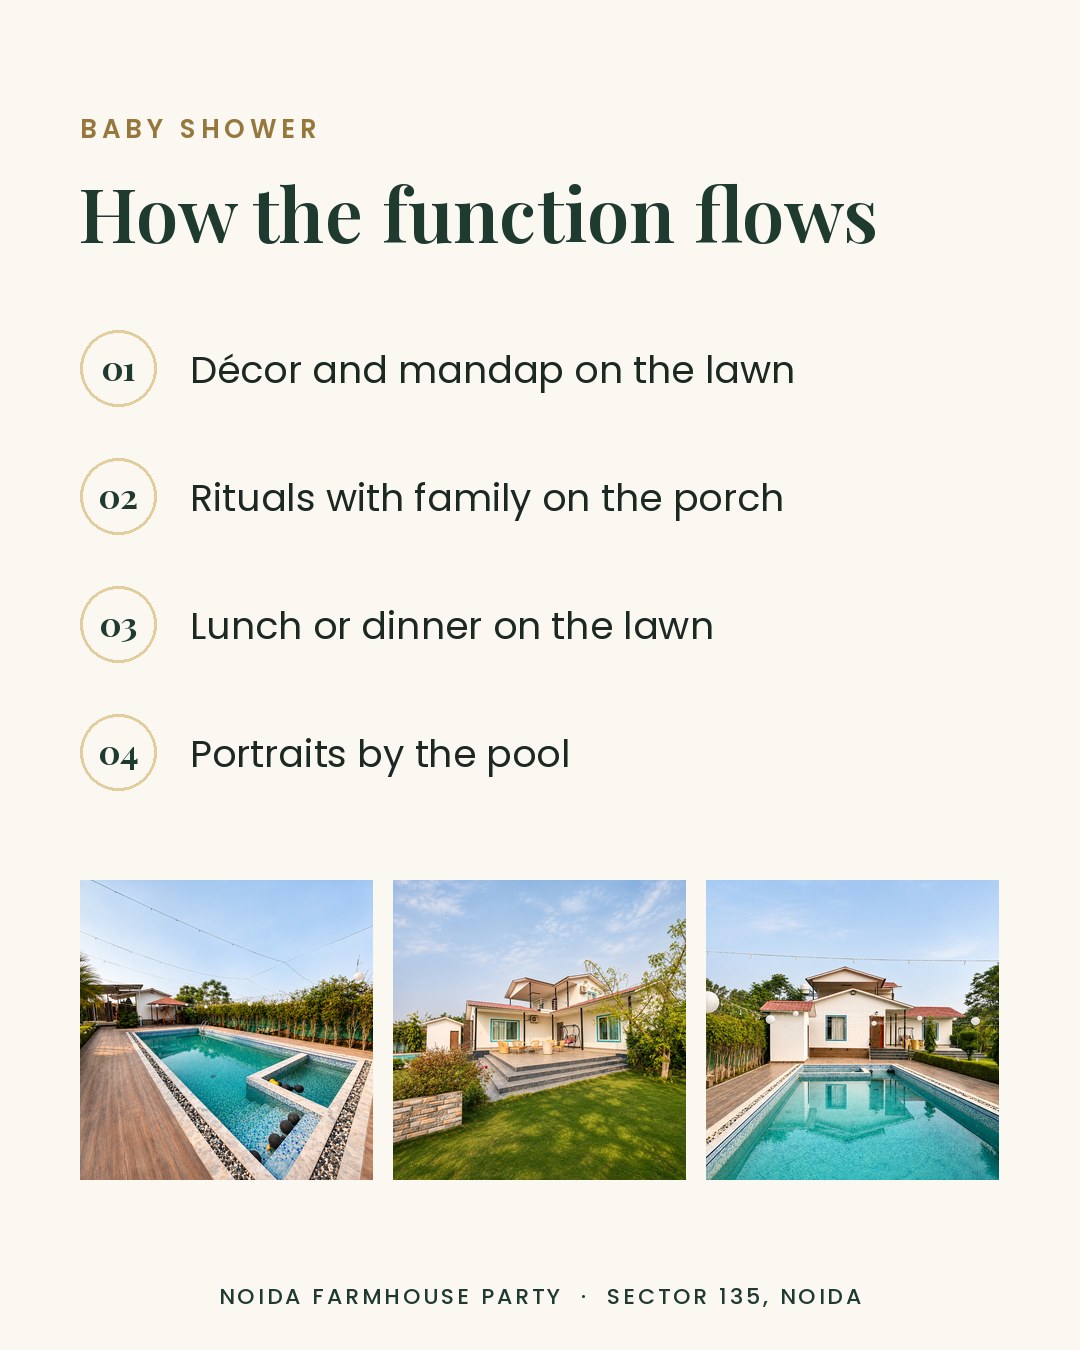 BABY SHOWER
How the function flows
01 Décor and mandap on the lawn
02 Rituals with family on the porch
03 Lunch or dinner on the lawn
04 Portraits by the pool
NOIDA FARMHOUSE PARTY · SECTOR 135, NOIDA